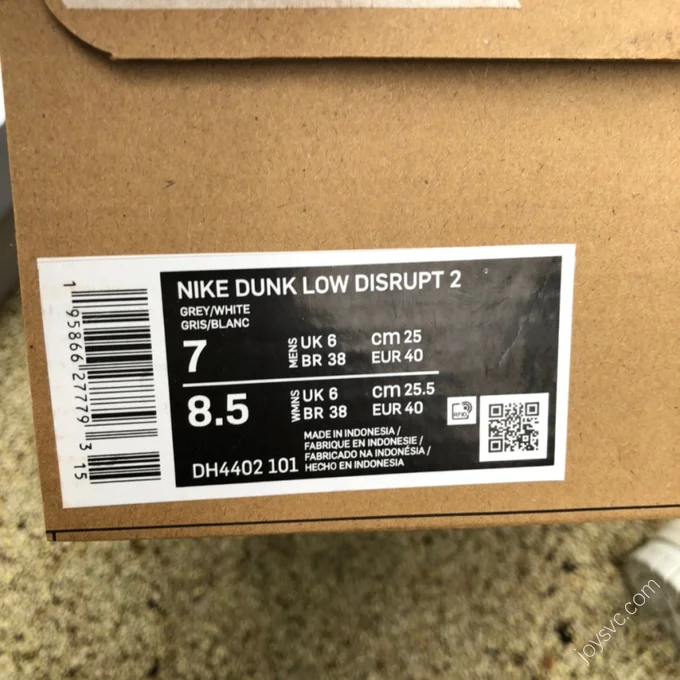 NIKE DUNK LOW DISRUPT 2
GREY/WHITE
GRIS/BLANC
7
MENS
UK 6
cm 25
BR 38
EUR 40
8.5
WMNS
UK 6
cm 25.5
BR 38
EUR 40
RFID
MADE IN INDONESIA /
FABRIQUE EN INDONESIE /
FABRICADO NA INDONÉSIA /
HECHO EN INDONESIA
DH4402 101
1 95866 27779 3 15
joysvc.com